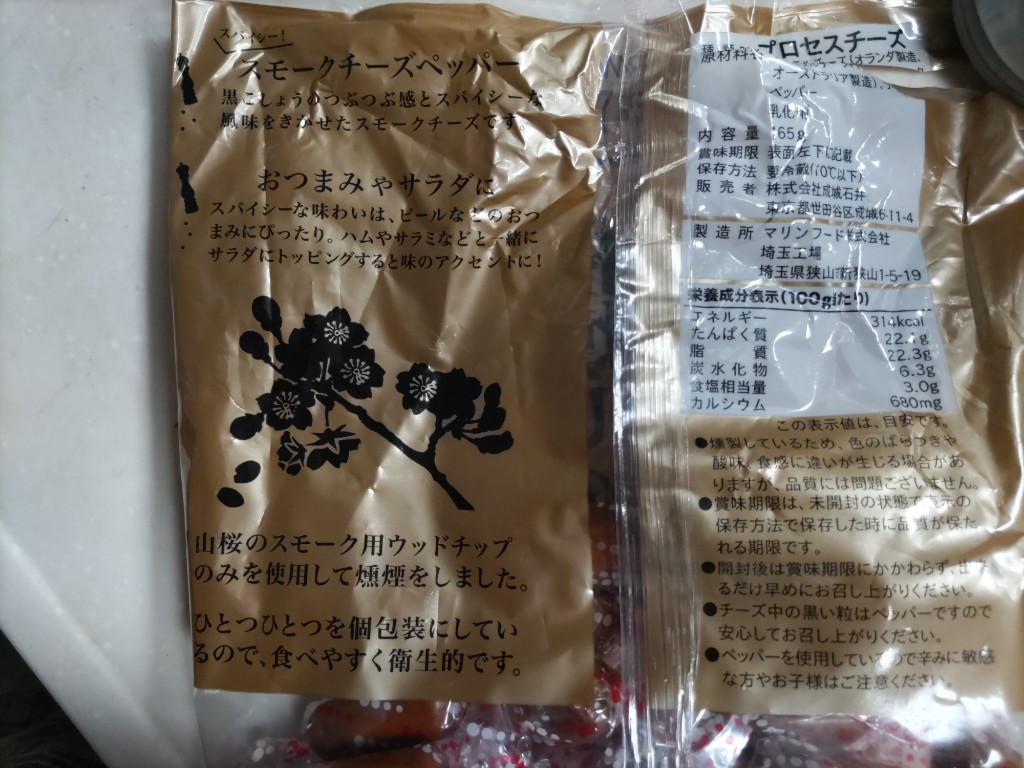 スパイシー!
スモークチーズペッパー
黒こしょうのつぶつぶ感とスパイシーな
風味をきかせたスモークチーズです。
おつまみやサラダに
スパイシーな味わいは、ビールなどのおつ
まみにぴったり。ハムやサラミなどと一緒に
サラダにトッピングすると味のアクセントに!
山桜のスモーク用ウッドチップ
のみを使用して燻煙をしました。
ひとつひとつを個包装にしてい
るので、食べやすく衛生的です。
プロセスチーズ
原材料名 (オランダ製造、
オーストラリア製造)、
ペッパー
乳化剤
内容量 165g
賞味期限 表面左下に記載
保存方法 要冷蔵(10℃以下)
販売者 株式会社成城石井
東京都世田谷区成城6-11-4
製造所 マリンフード株式会社
埼玉工場
埼玉県狭山市新狭山1-5-19
栄養成分表示(100g当たり)
エネルギー 314kcal
たんぱく質 22.1g
脂質 22.3g
炭水化物 6.3g
食塩相当量 3.0g
カルシウム 680mg
この表示値は、目安です。
●燻製しているため、色のばらつきや
酸味、食感に違いが生じる場合があ
りますが、品質には問題ございません。
●賞味期限は、未開封の状態で表示の
保存方法で保存した時に品質が保た
れる期限です。
●開封後は賞味期限にかかわらず、出来
るだけ早めにお召し上がりください。
●チーズ中の黒い粒はペッパーですので
安心してお召し上がりください。
●ペッパーを使用していますので辛みに敏感
な方やお子様はご注意ください。